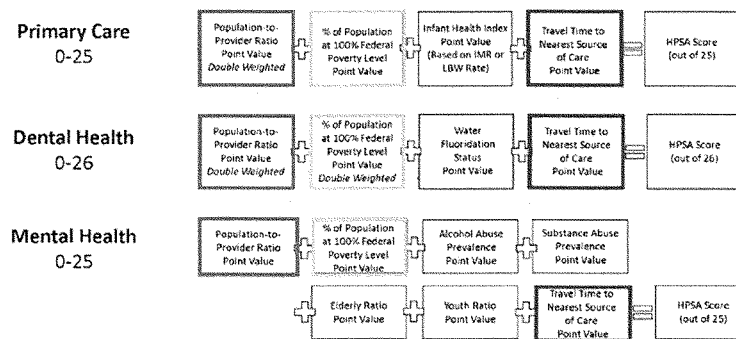 Primary Care
0-25
Population-to-
Provider Ratio
Point Value
Double Weighted
% of Population
at 100% Federal
Poverty Level
Point Value
Infant Health Index
Point Value
(Based on IMR or
LBW Rate)
Travel Time to
Nearest Source
of Care
Point Value
HPSA Score
(out of 25)
Dental Health
0-26
Population-to-
Provider Ratio
Point Value
Double Weighted
% of Population
at 100% Federal
Poverty Level
Point Value
Double Weighted
Water
Fluoridation
Status
Point Value
Travel Time to
Nearest Source
of Care
Point Value
HPSA Score
(out of 26)
Mental Health
0-25
Population-to-
Provider Ratio
Point Value
% of Population
at 100% Federal
Poverty Level
Point Value
Alcohol Abuse
Prevalence
Point Value
Substance Abuse
Prevalence
Point Value
Elderly Ratio
Point Value
Youth Ratio
Point Value
Travel Time to
Nearest Source
of Care
Point Value
HPSA Score
(out of 25)